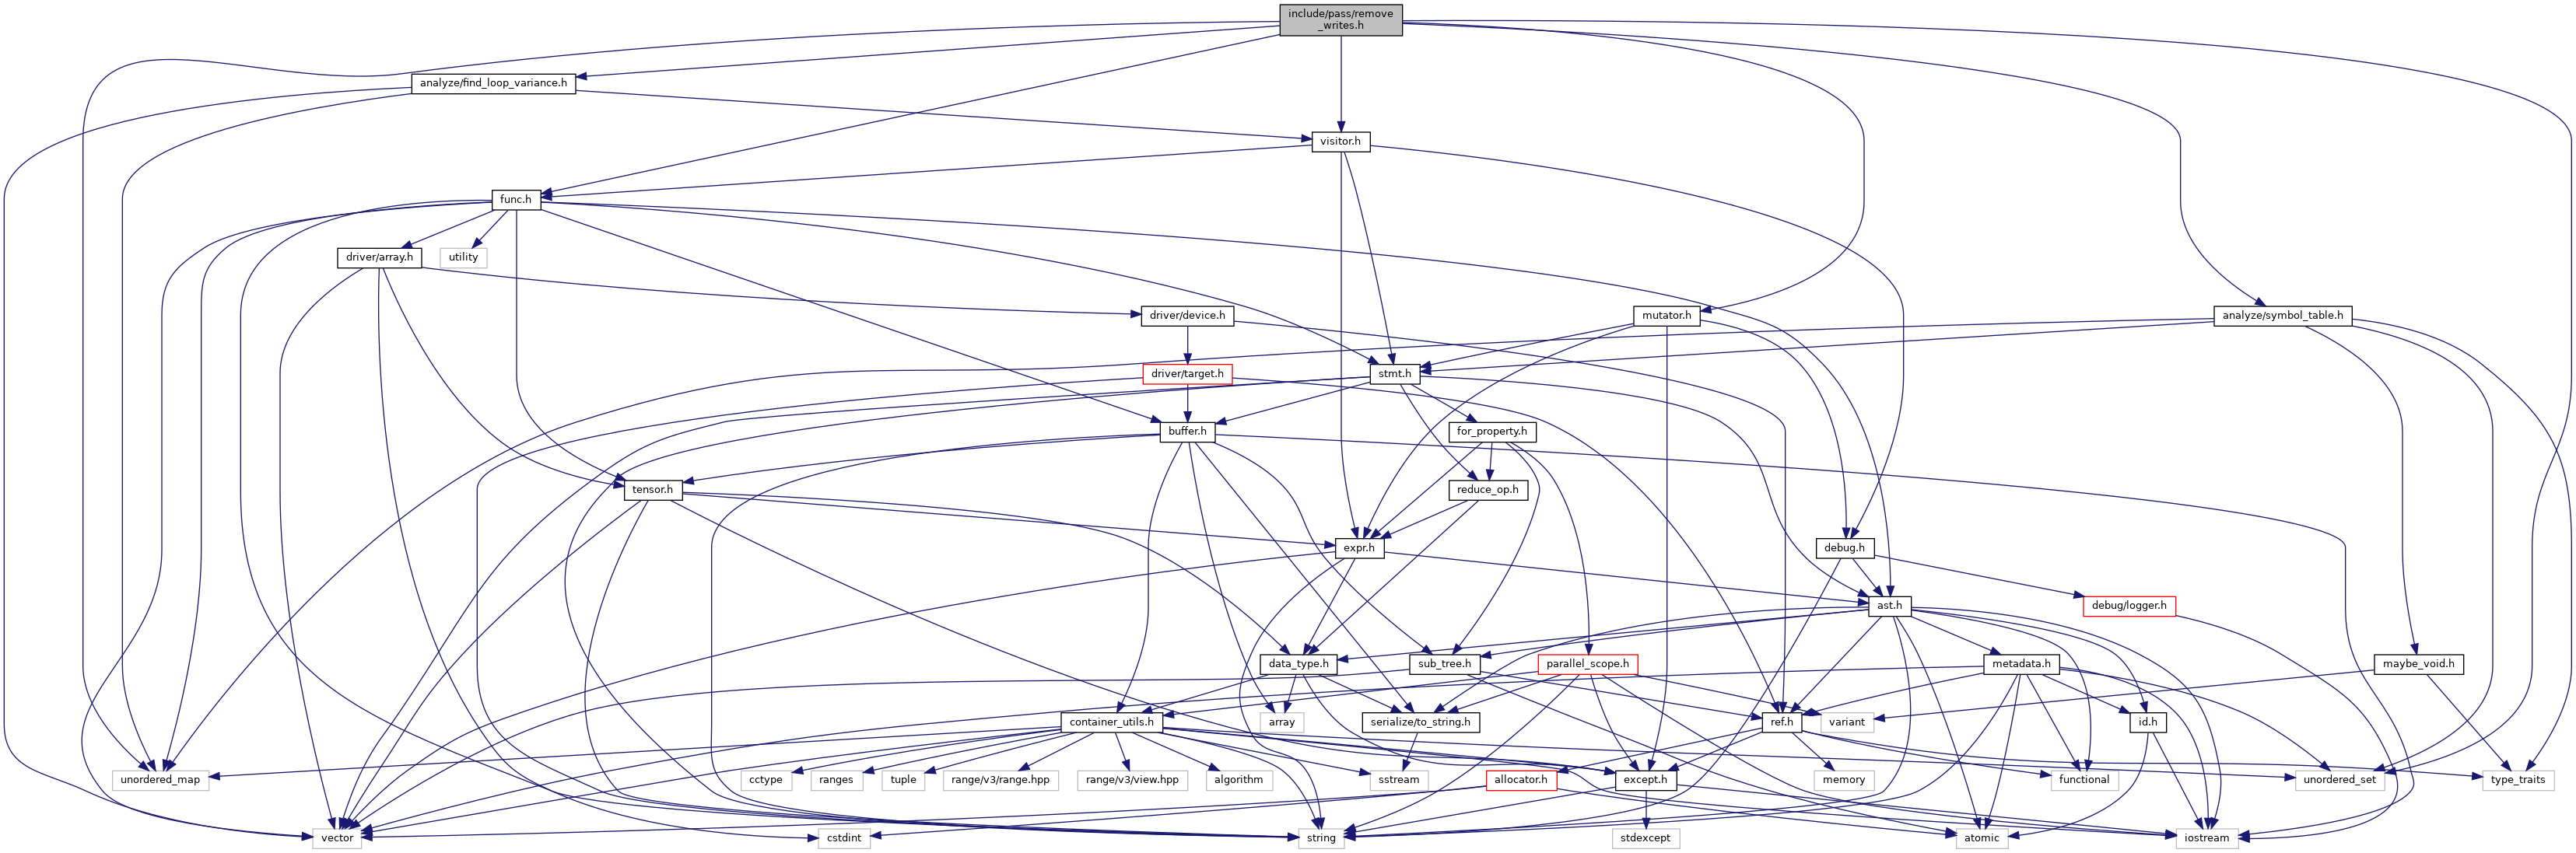 include/pass/remove
_writes.h
analyze/find_loop_variance.h
visitor.h
func.h
driver/array.h
utility
driver/device.h
mutator.h
analyze/symbol_table.h
driver/target.h
stmt.h
buffer.h
for_property.h
tensor.h
reduce_op.h
expr.h
debug.h
ast.h
debug/logger.h
data_type.h
sub_tree.h
parallel_scope.h
metadata.h
maybe_void.h
container_utils.h
array
serialize/to_string.h
ref.h
variant
id.h
unordered_map
cctype
ranges
tuple
range/v3/range.hpp
range/v3/view.hpp
algorithm
sstream
allocator.h
except.h
memory
functional
unordered_set
type_traits
vector
cstdint
string
stdexcept
atomic
iostream